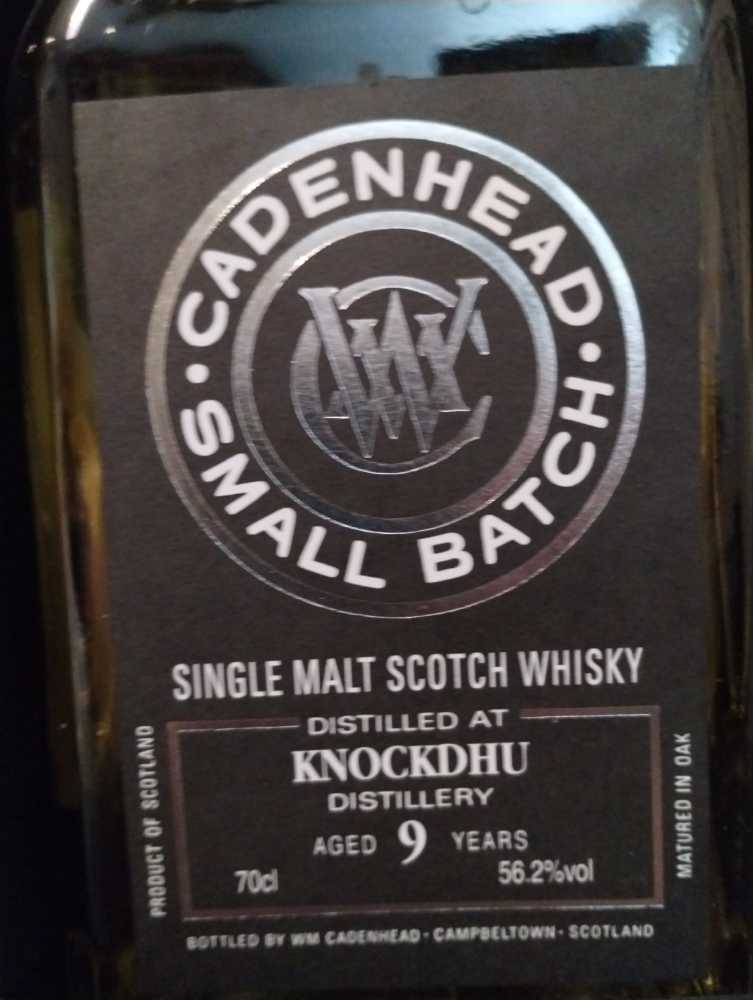 · CADENHEAD ·
WC
SMALL BATCH
SINGLE MALT SCOTCH WHISKY
DISTILLED AT
KNOCKDHU
DISTILLERY
AGED 9 YEARS
70cl 56.2%vol
PRODUCT OF SCOTLAND
MATURED IN OAK
BOTTLED BY WM CADENHEAD · CAMPBELTOWN · SCOTLAND